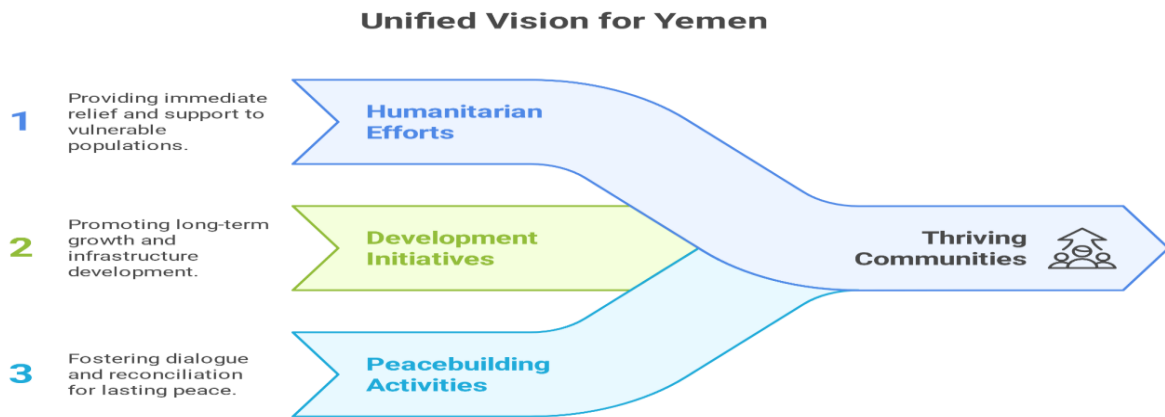 Unified Vision for Yemen
1
Providing immediate
relief and support to
vulnerable
populations.
Humanitarian
Efforts
2
Promoting long-term
growth and
infrastructure
development.
Development
Initiatives
Thriving
Communities
3
Fostering dialogue
and reconciliation
for lasting peace.
Peacebuilding
Activities